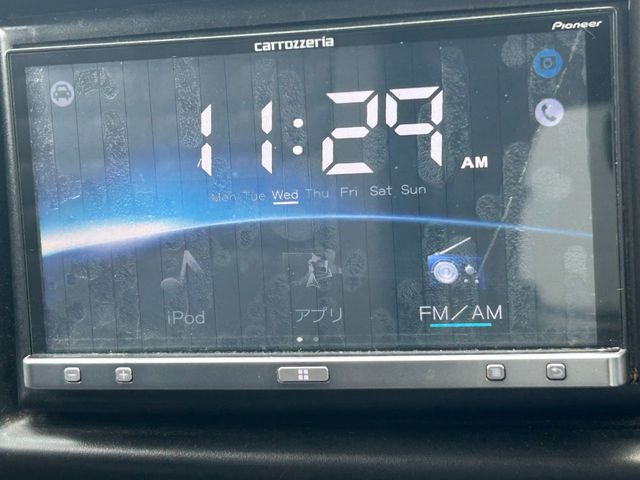 Pioneer
carrozzeria
11:29 AM
Mon Tue Wed Thu Fri Sat Sun
iPod アプリ FM/AM
- +